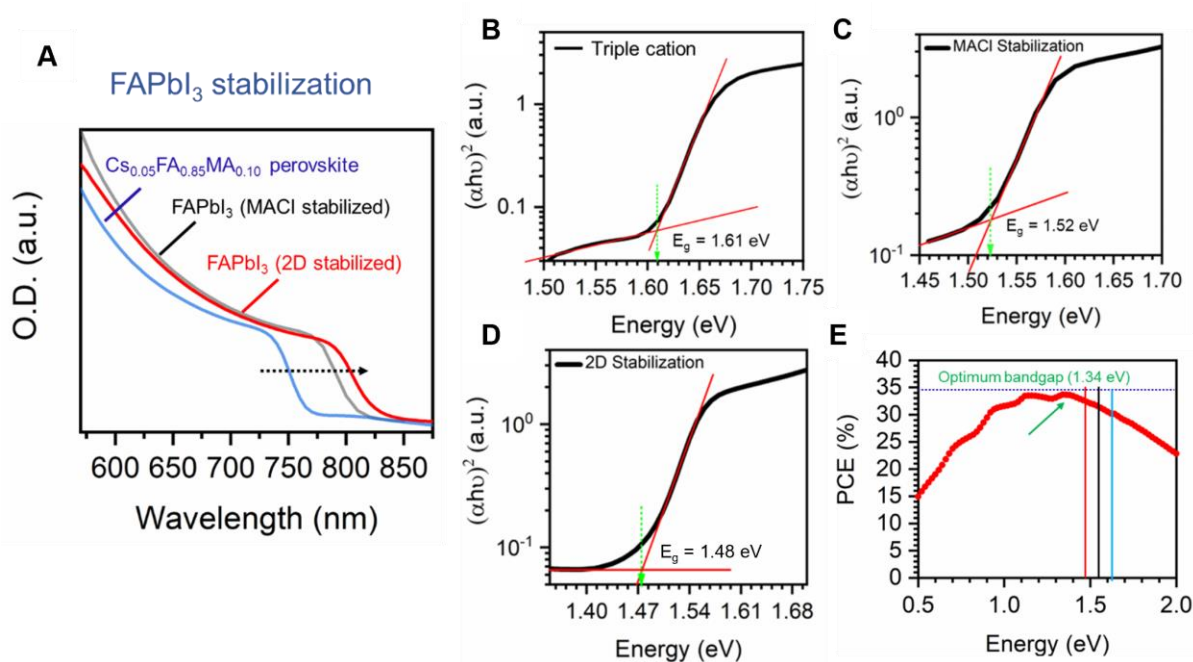 A
FAPbI₃ stabilization
O.D. (a.u.)
Cs₀.₀₅FA₀.₈₅MA₀.₁₀ perovskite
FAPbI₃ (MACl stabilized)
FAPbI₃ (2D stabilized)
600 650 700 750 800 850
Wavelength (nm)
B
Triple cation
(αhυ)² (a.u.)
1
0.1
E_g = 1.61 eV
1.50 1.55 1.60 1.65 1.70 1.75
Energy (eV)
C
MACl Stabilization
(αhυ)² (a.u.)
10⁰
10⁻¹
E_g = 1.52 eV
1.45 1.50 1.55 1.60 1.65 1.70
Energy (eV)
D
2D Stabilization
(αhυ)² (a.u.)
10⁰
10⁻¹
E_g = 1.48 eV
1.40 1.47 1.54 1.61 1.68
Energy (eV)
E
Optimum bandgap (1.34 eV)
PCE (%)
40
35
30
25
20
15
10
5
0
0.5 1.0 1.5 2.0
Energy (eV)